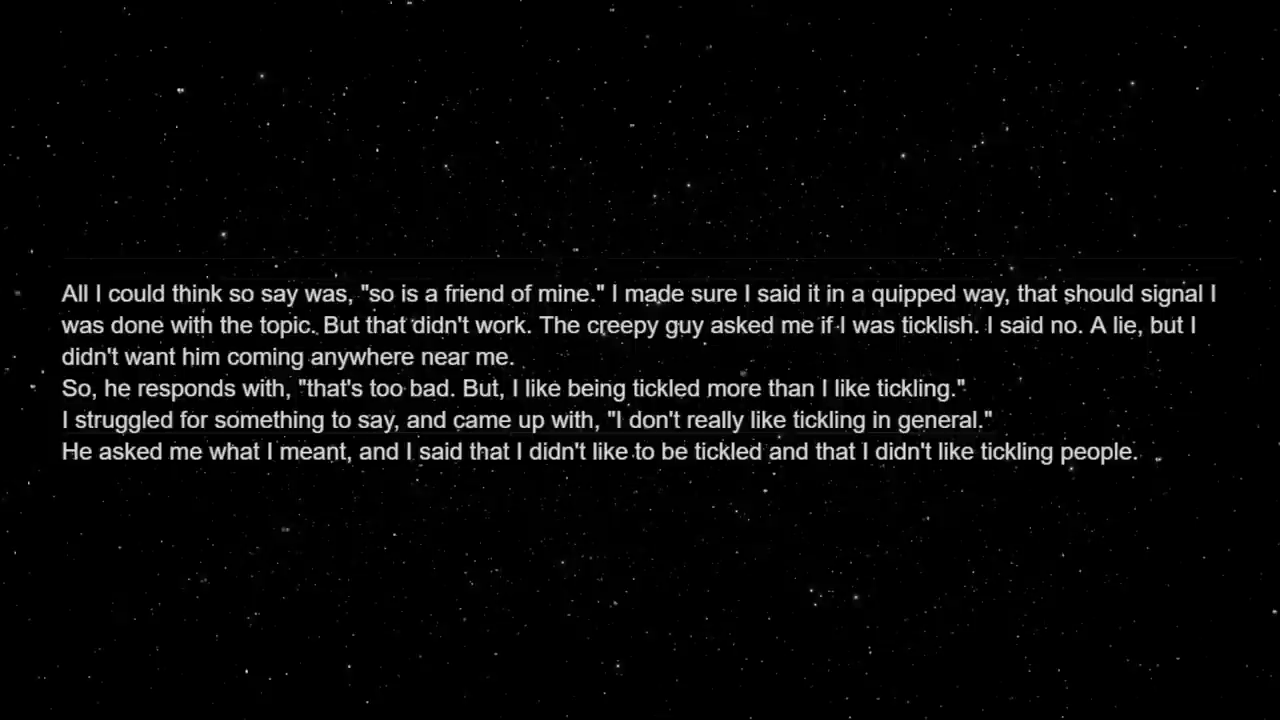 All I could think so say was, "so is a friend of mine." I made sure I said it in a quipped way, that should signal I
was done with the topic. But that didn't work. The creepy guy asked me if I was ticklish. I said no. A lie, but I
didn't want him coming anywhere near me.
So, he responds with, "that's too bad. But, I like being tickled more than I like tickling."
I struggled for something to say, and came up with, "I don't really like tickling in general."
He asked me what I meant, and I said that I didn't like to be tickled and that I didn't like tickling people.